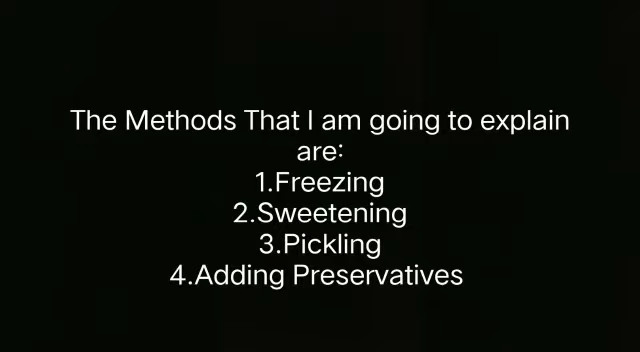 The Methods That I am going to explain
are:
1.Freezing
2.Sweetening
3.Pickling
4.Adding Preservatives